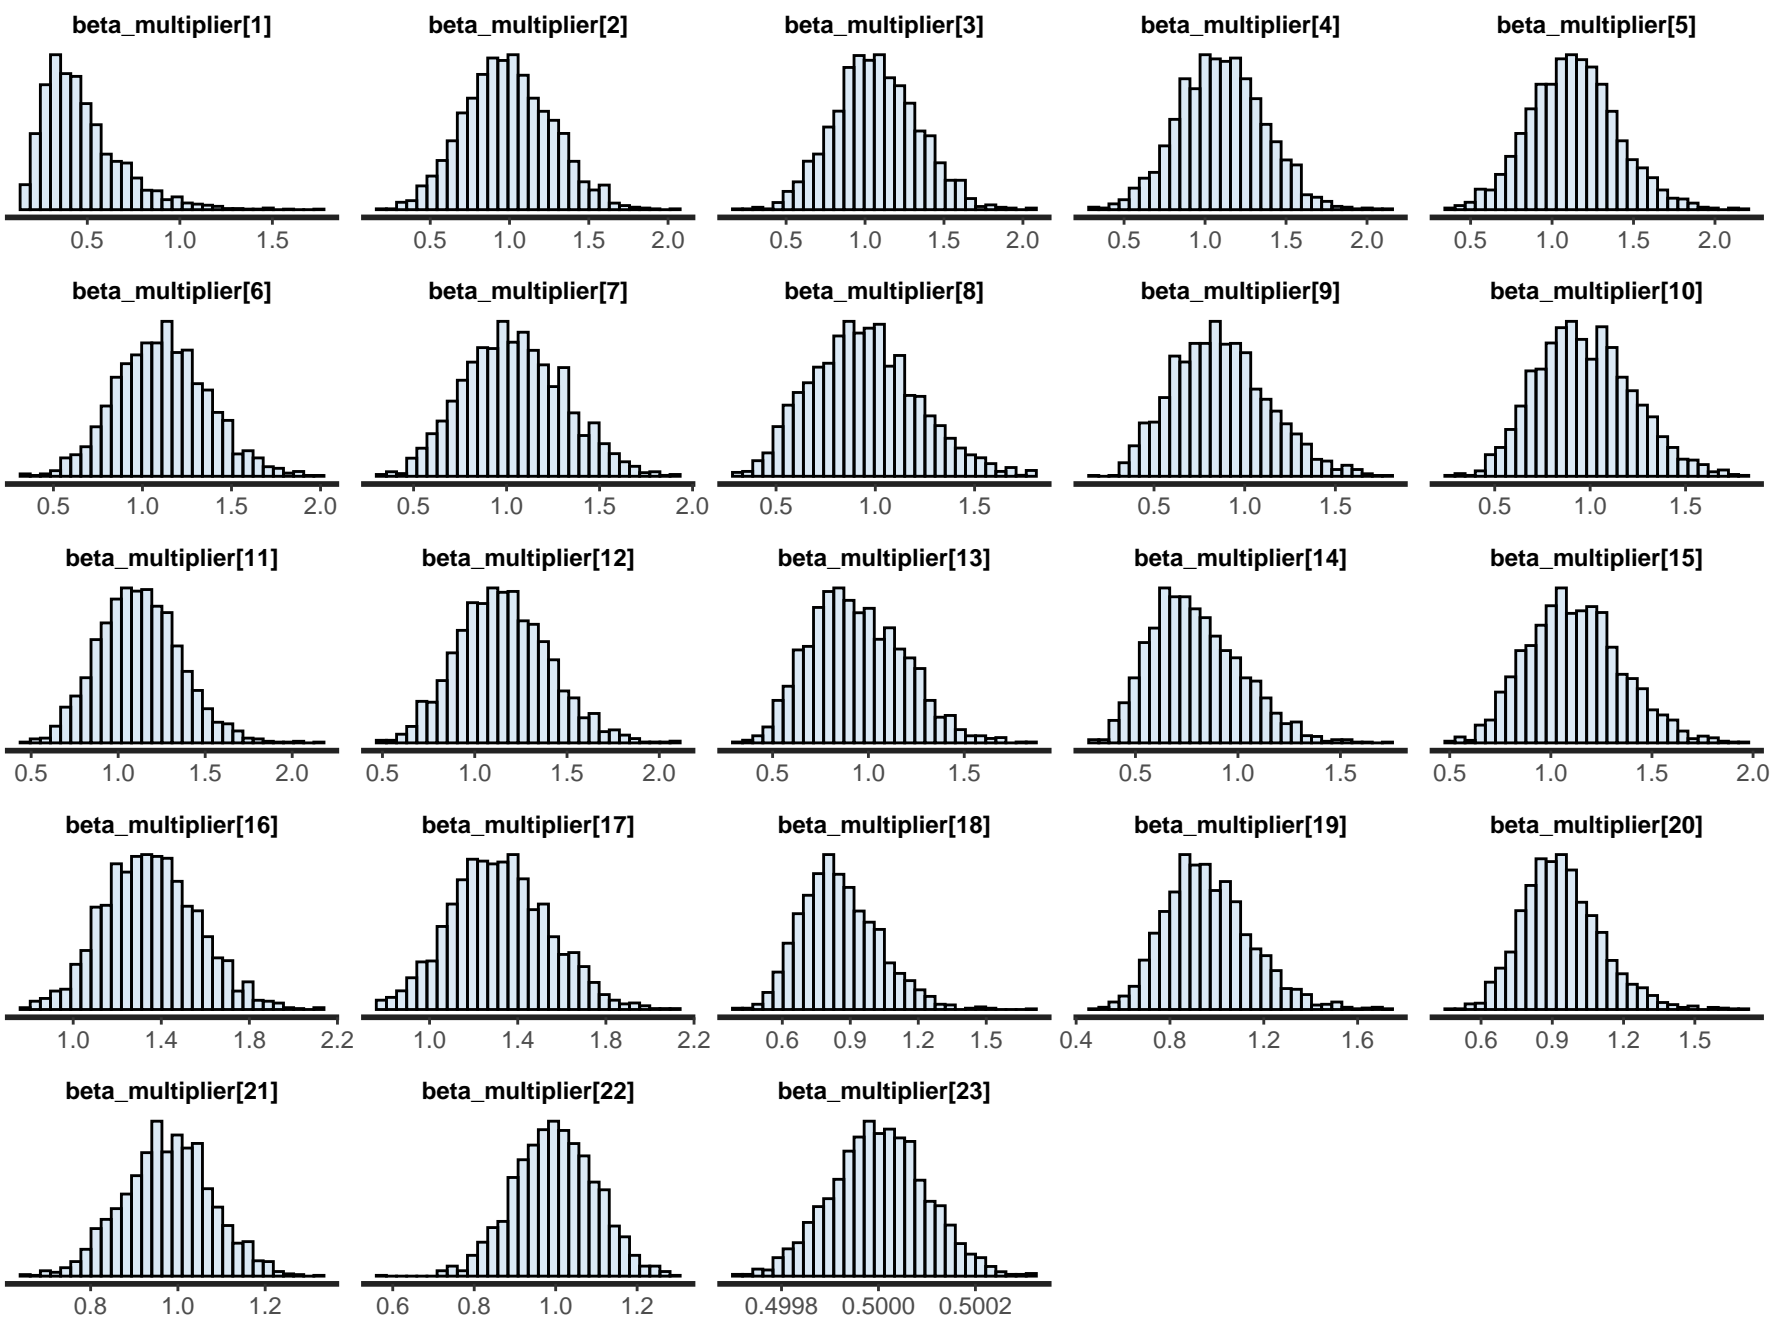 beta_multiplier[1] beta_multiplier[2] beta_multiplier[3] beta_multiplier[4] beta_multiplier[5]
0.5 1.0 1.5 0.5 1.0 1.5 2.0 0.5 1.0 1.5 2.0 0.5 1.0 1.5 2.0 0.5 1.0 1.5 2.0
beta_multiplier[6] beta_multiplier[7] beta_multiplier[8] beta_multiplier[9] beta_multiplier[10]
0.5 1.0 1.5 2.0 0.5 1.0 1.5 2.0 0.5 1.0 1.5 0.5 1.0 1.5 0.5 1.0 1.5
beta_multiplier[11] beta_multiplier[12] beta_multiplier[13] beta_multiplier[14] beta_multiplier[15]
0.5 1.0 1.5 2.0 0.5 1.0 1.5 2.0 0.5 1.0 1.5 0.5 1.0 1.5 0.5 1.0 1.5 2.0
beta_multiplier[16] beta_multiplier[17] beta_multiplier[18] beta_multiplier[19] beta_multiplier[20]
1.0 1.4 1.8 2.2 1.0 1.4 1.8 2.2 0.6 0.9 1.2 1.5 0.4 0.8 1.2 1.6 0.6 0.9 1.2 1.5
beta_multiplier[21] beta_multiplier[22] beta_multiplier[23]
0.8 1.0 1.2 0.6 0.8 1.0 1.2 0.4998 0.5000 0.5002